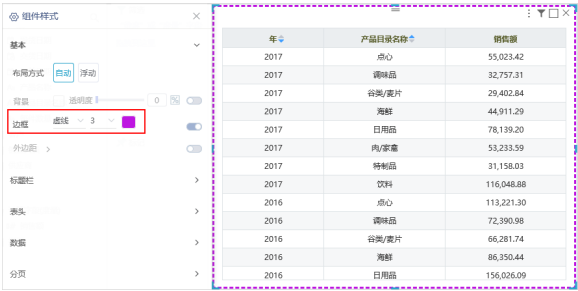 组件样式
基本
布局方式 自动 浮动
背景 透明度 0 %
边框 虚线 3
外边距
标题栏
表头
数据
分页
年 产品目录名称 销售额
2017 点心 55,023.42
2017 调味品 32,757.31
2017 谷类/麦片 29,402.84
2017 海鲜 44,911.29
2017 日用品 78,139.20
2017 肉/家禽 53,233.59
2017 特制品 31,158.03
2017 饮料 116,048.88
2016 点心 113,221.30
2016 调味品 72,390.98
2016 谷类/麦片 66,281.74
2016 海鲜 86,350.44
2016 日用品 156,026.09